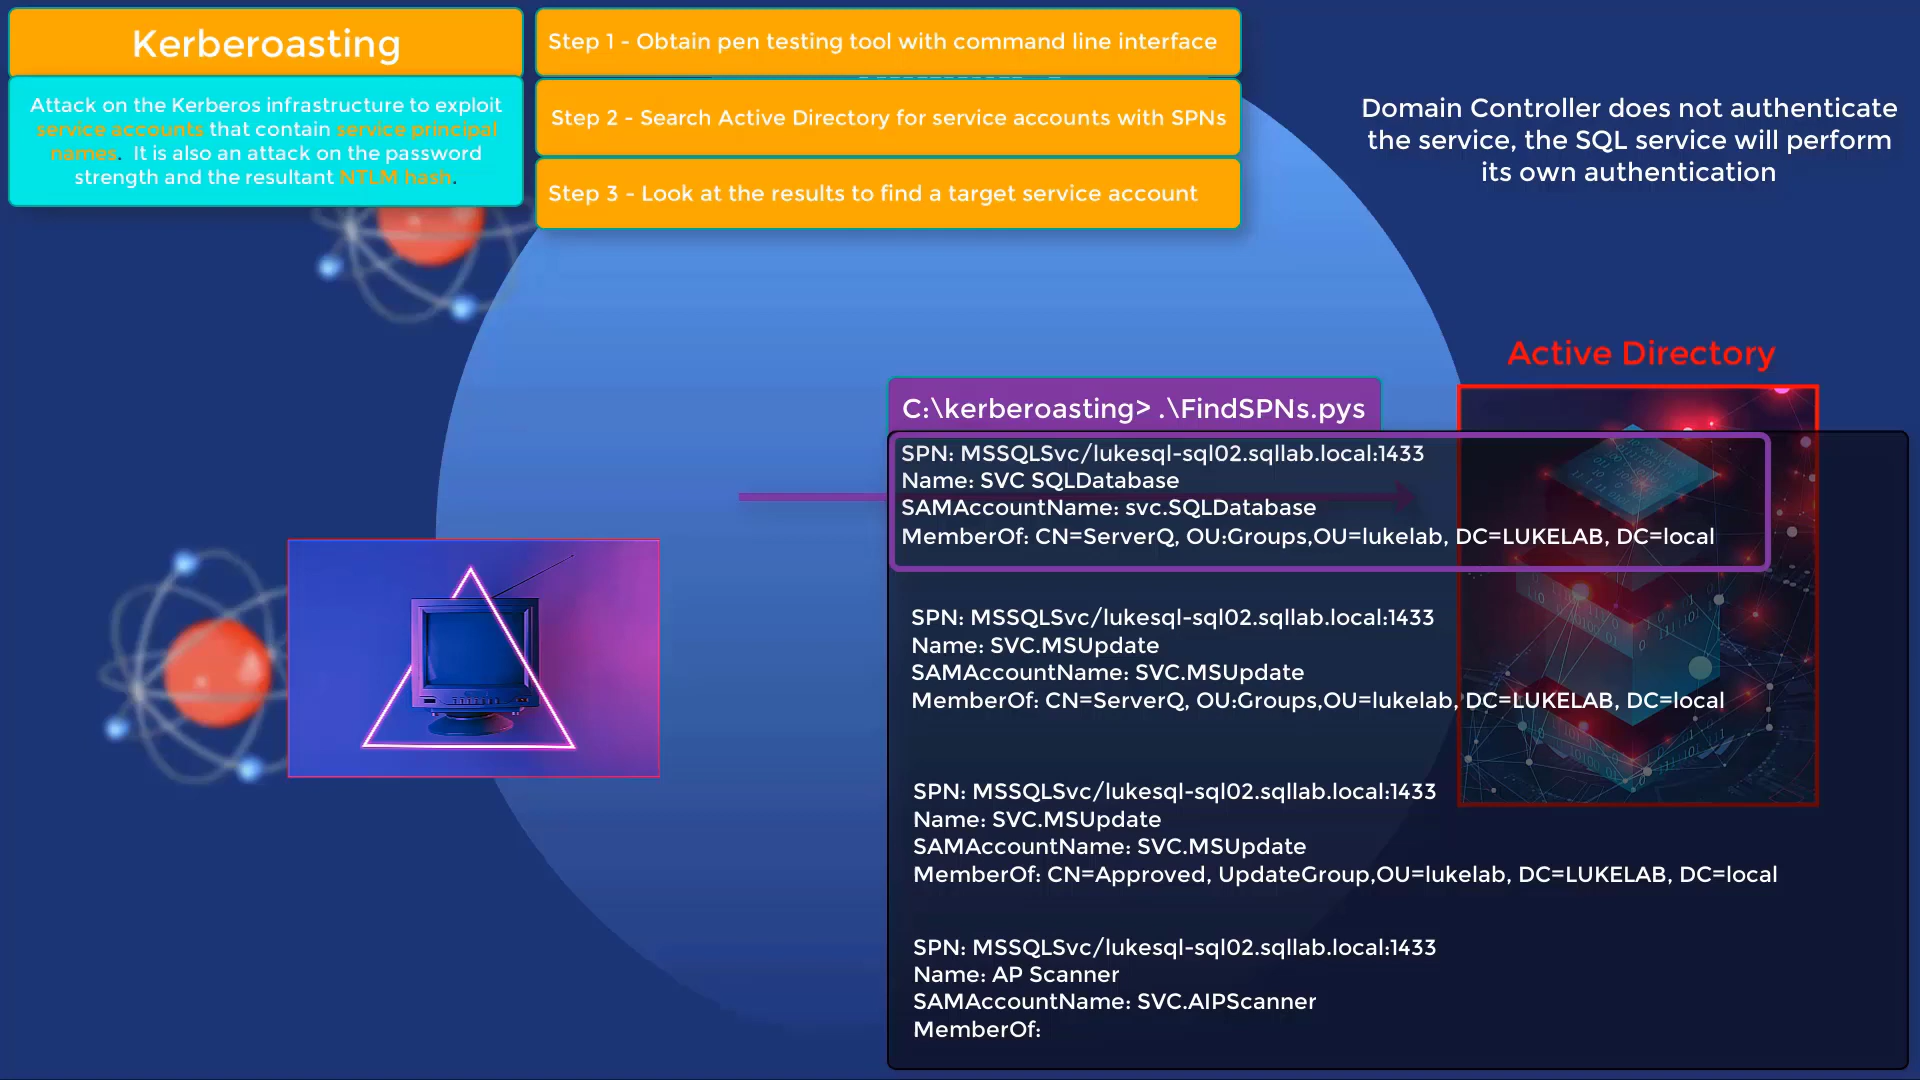 Kerberoasting
Attack on the Kerberos infrastructure to exploit
service accounts that contain service principal
names. It is also an attack on the password
strength and the resultant NTLM hash.
Step 1 - Obtain pen testing tool with command line interface
Step 2 - Search Active Directory for service accounts with SPNs
Step 3 - Look at the results to find a target service account
Domain Controller does not authenticate
the service, the SQL service will perform
its own authentication
Active Directory
C:\kerberoasting> .\FindSPNs.pys
SPN: MSSQLSvc/lukesql-sql02.sqllab.local:1433
Name: SVC SQLDatabase
SAMAccountName: svc.SQLDatabase
MemberOf: CN=ServerQ, OU:Groups,OU=lukelab, DC=LUKELAB, DC=local
SPN: MSSQLSvc/lukesql-sql02.sqllab.local:1433
Name: SVC.MSUpdate
SAMAccountName: SVC.MSUpdate
MemberOf: CN=ServerQ, OU:Groups,OU=lukelab, DC=LUKELAB, DC=local
SPN: MSSQLSvc/lukesql-sql02.sqllab.local:1433
Name: SVC.MSUpdate
SAMAccountName: SVC.MSUpdate
MemberOf: CN=Approved, UpdateGroup,OU=lukelab, DC=LUKELAB, DC=local
SPN: MSSQLSvc/lukesql-sql02.sqllab.local:1433
Name: AP Scanner
SAMAccountName: SVC.AIPScanner
MemberOf: